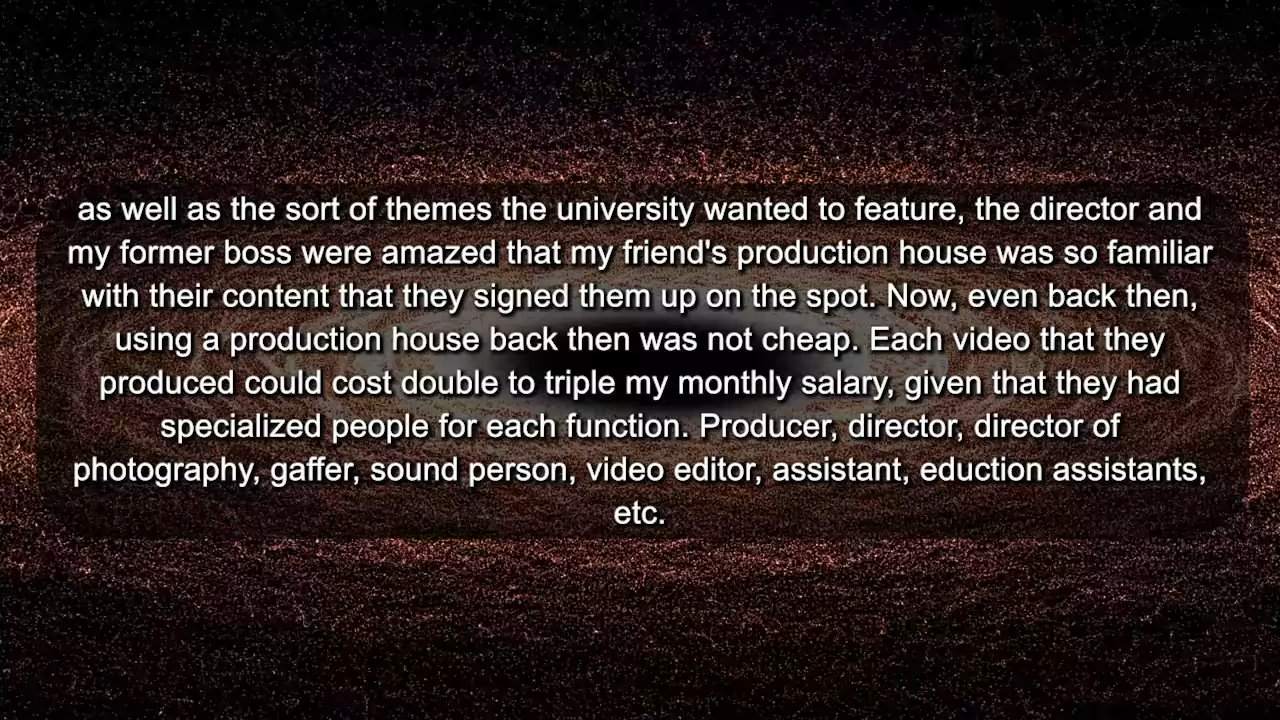 as well as the sort of themes the university wanted to feature, the director and
my former boss were amazed that my friend's production house was so familiar
with their content that they signed them up on the spot. Now, even back then,
using a production house back then was not cheap. Each video that they
produced could cost double to triple my monthly salary, given that they had
specialized people for each function. Producer, director, director of
photography, gaffer, sound person, video editor, assistant, eduction assistants,
etc.